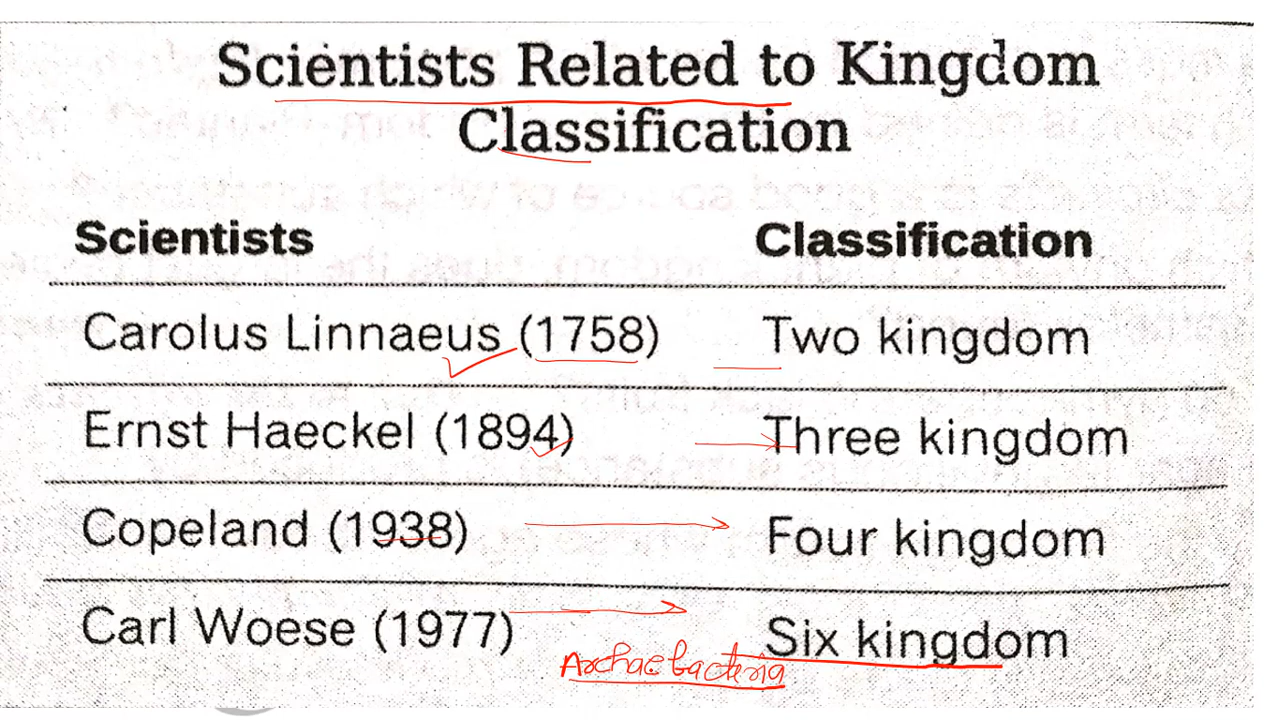 Scientists Related to Kingdom
Classification
Scientists Classification
Carolus Linnaeus (1758) Two kingdom
Ernst Haeckel (1894) Three kingdom
Copeland (1938) Four kingdom
Carl Woese (1977) Six kingdom
Archaebacteria